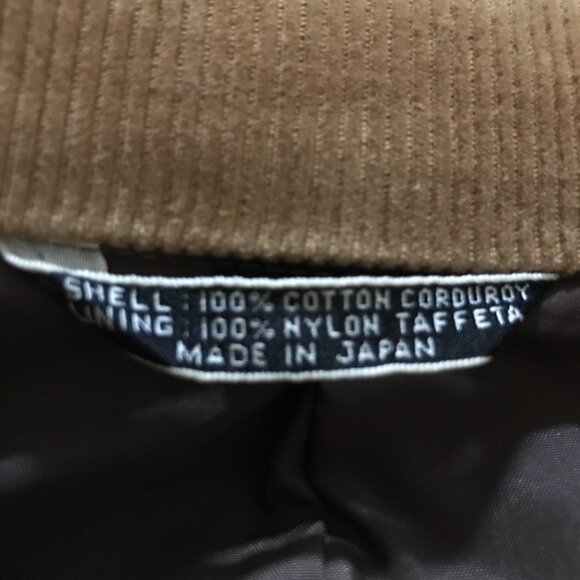 SHELL : 100% COTTON CORDUROY
LINING : 100% NYLON TAFFETA
MADE IN JAPAN